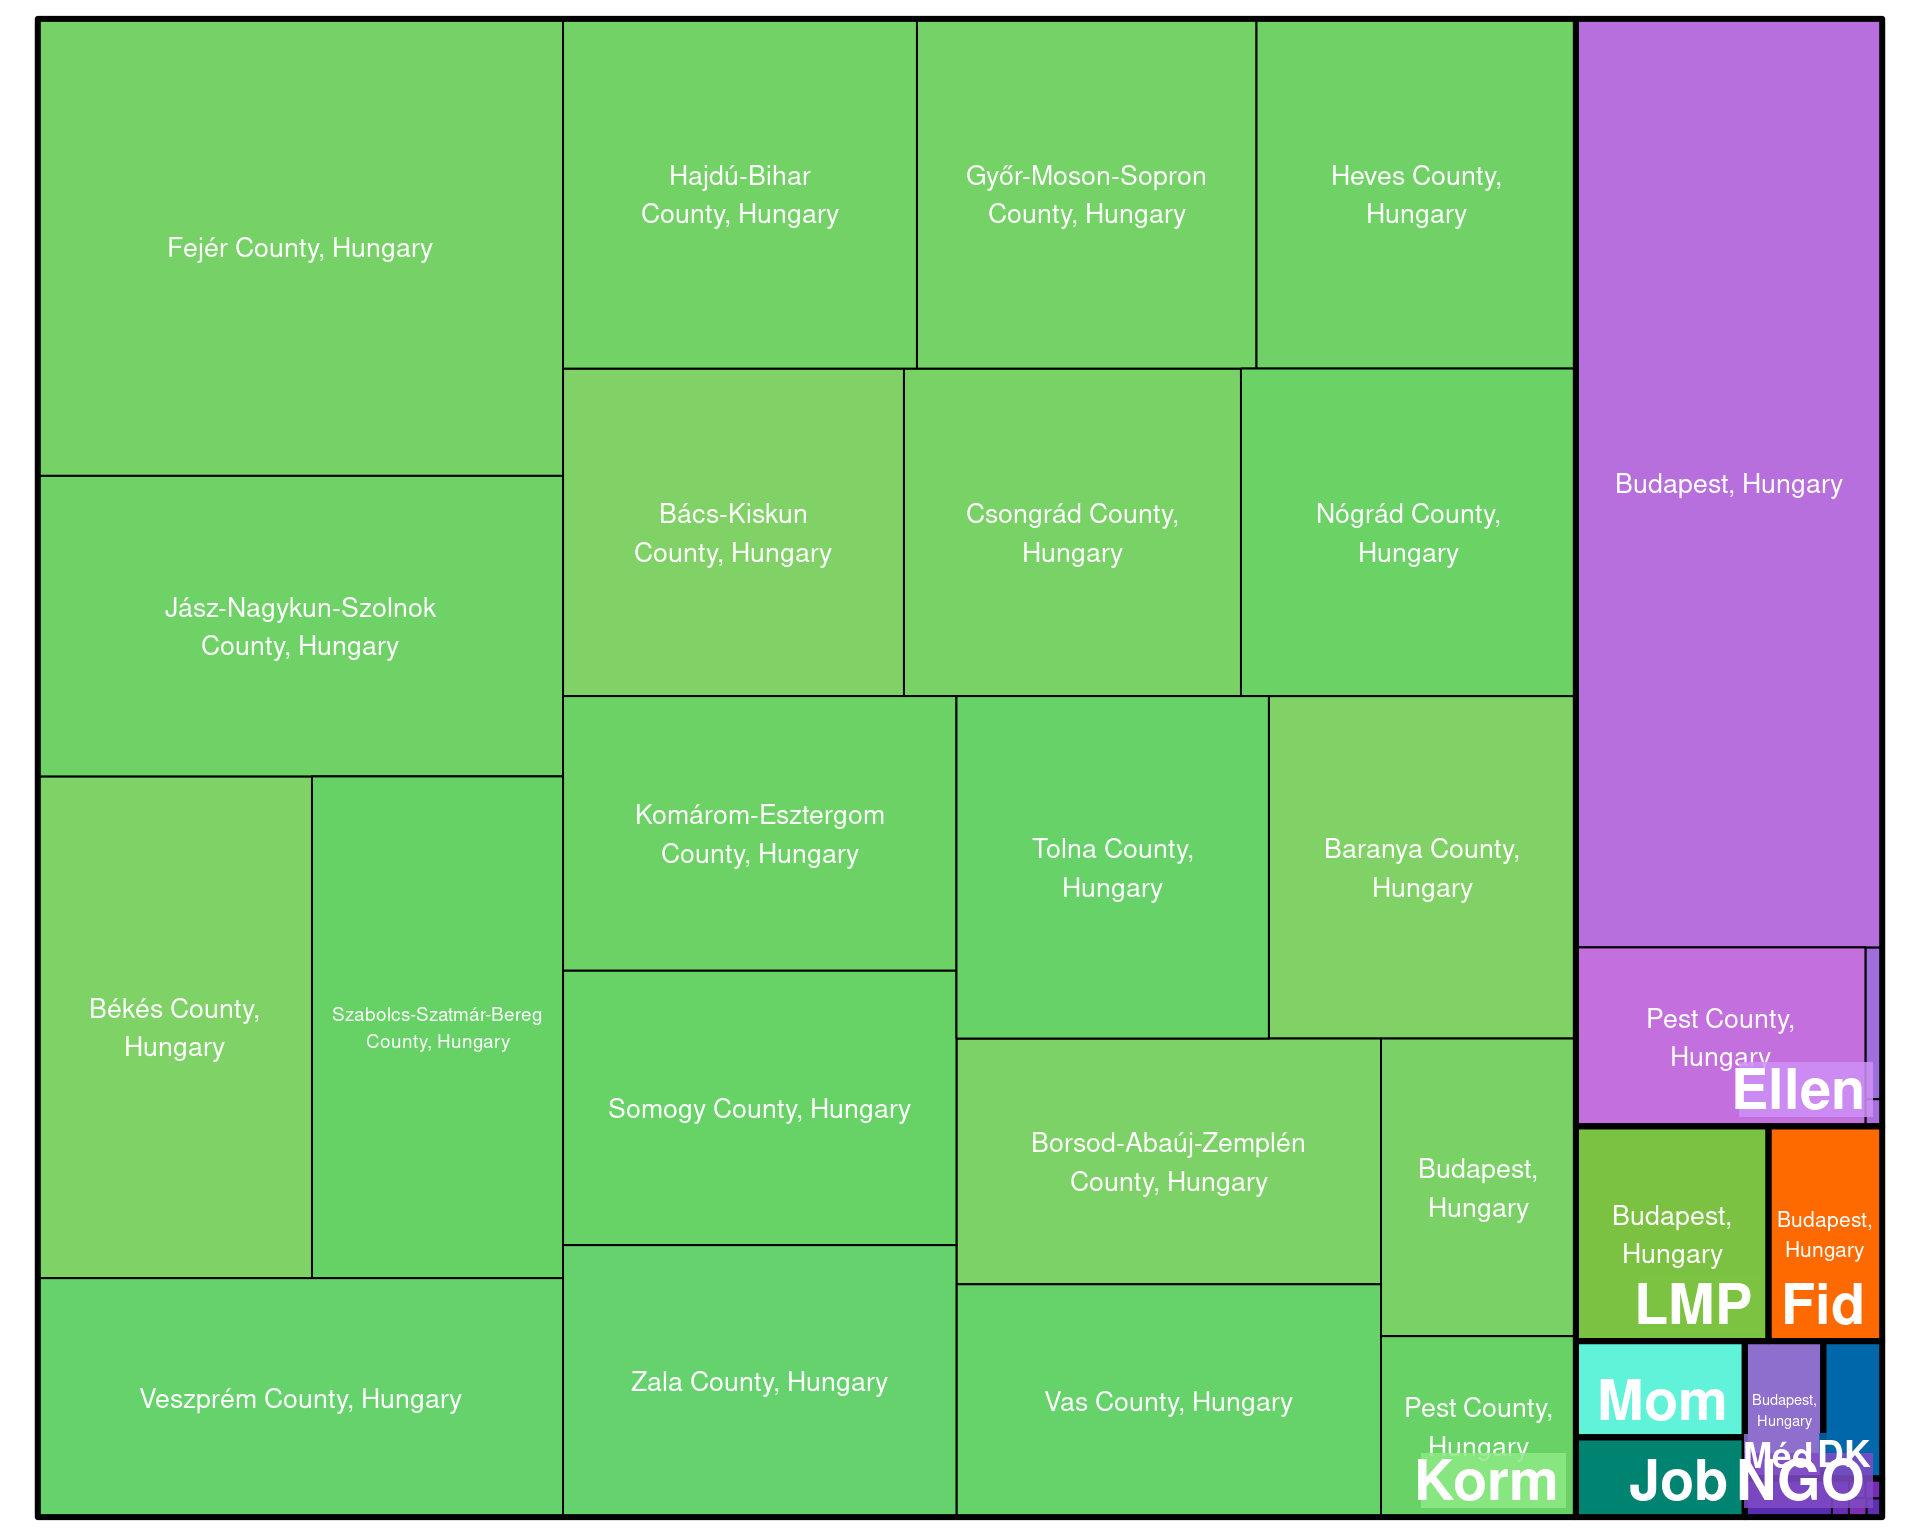 Fejér County, Hungary
Hajdú-Bihar
County, Hungary
Győr-Moson-Sopron
County, Hungary
Heves County,
Hungary
Budapest, Hungary
Bács-Kiskun
County, Hungary
Csongrád County,
Hungary
Nógrád County,
Hungary
Jász-Nagykun-Szolnok
County, Hungary
Komárom-Esztergom
County, Hungary
Tolna County,
Hungary
Baranya County,
Hungary
Békés County,
Hungary
Szabolcs-Szatmár-Bereg
County, Hungary
Pest County,
Hungary
Ellen
Somogy County, Hungary
Borsod-Abaúj-Zemplén
County, Hungary
Budapest,
Hungary
Budapest,
Hungary
LMP
Budapest,
Hungary
Fid
Veszprém County, Hungary
Zala County, Hungary
Vas County, Hungary
Pest County,
Hungary
Korm
Mom
Budapest,
Hungary
Méd
DK
Job
NGO